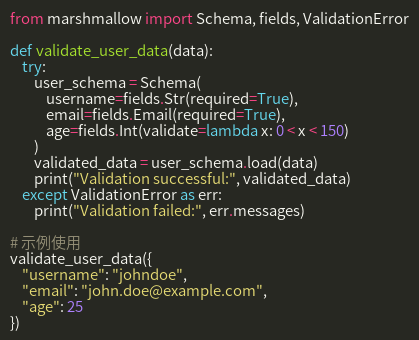 from marshmallow import Schema, fields, ValidationError

def validate_user_data(data):
    try:
        user_schema = Schema(
            username=fields.Str(required=True),
            email=fields.Email(required=True),
            age=fields.Int(validate=lambda x: 0 < x < 150)
        )
        validated_data = user_schema.load(data)
        print("Validation successful:", validated_data)
    except ValidationError as err:
        print("Validation failed:", err.messages)

# 示例使用
validate_user_data({
    "username": "johndoe",
    "email": "john.doe@example.com",
    "age": 25
})